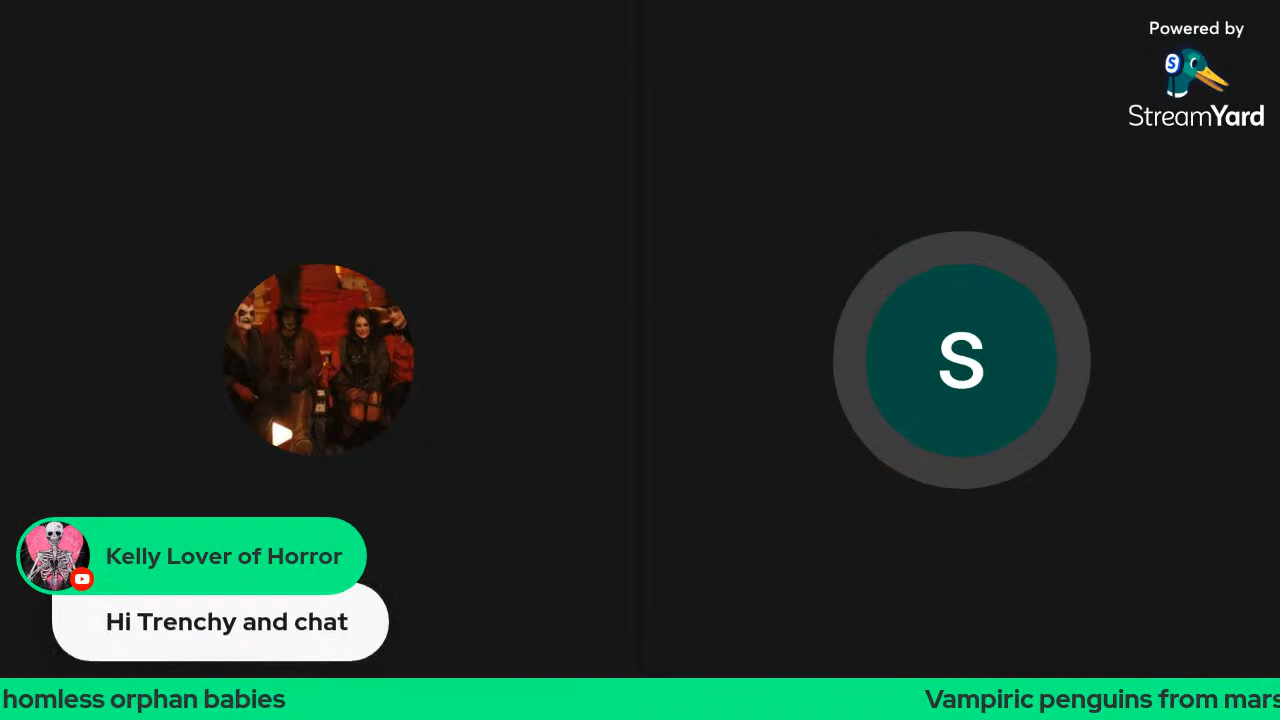 Powered by
S
StreamYard
S
Kelly Lover of Horror
Hi Trenchy and chat
homless orphan babies
Vampiric penguins from mars